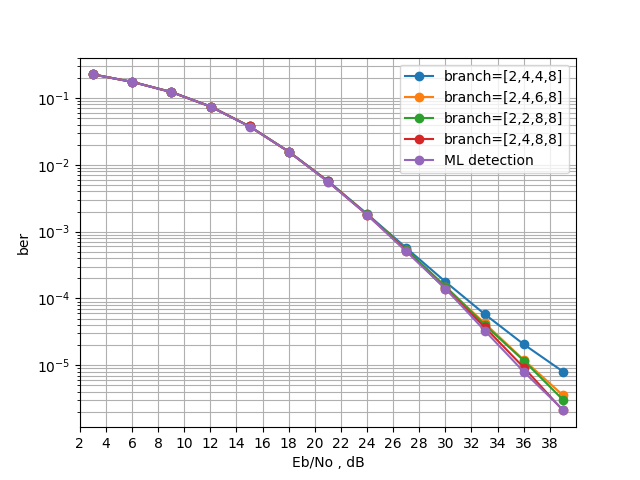 branch=[2,4,4,8]
branch=[2,4,6,8]
branch=[2,2,8,8]
branch=[2,4,8,8]
ML detection
10⁻¹
10⁻²
10⁻³
10⁻⁴
10⁻⁵
ber
2 4 6 8 10 12 14 16 18 20 22 24 26 28 30 32 34 36 38
Eb/No , dB